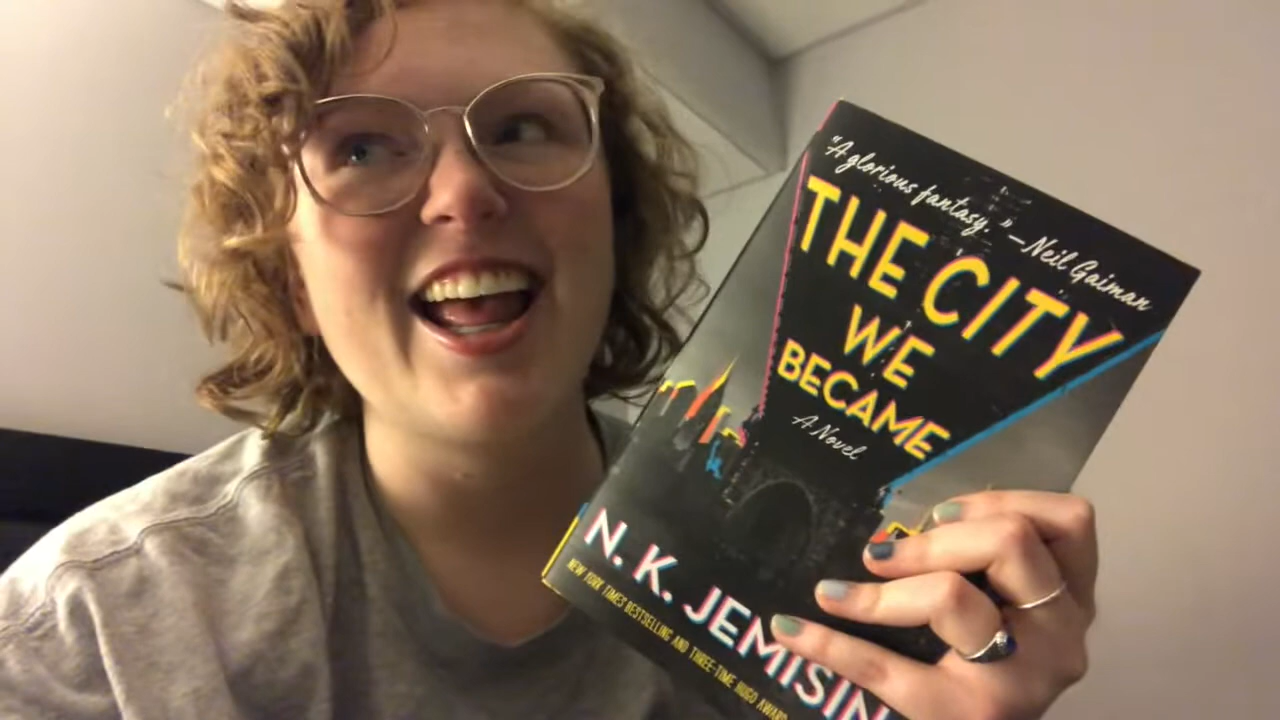 "A glorious fantasy." —Neil Gaiman
THE CITY
WE
BECAME
A Novel
N. K. JEMISIN
NEW YORK TIMES BESTSELLING AND THREE-TIME HUGO AWARD